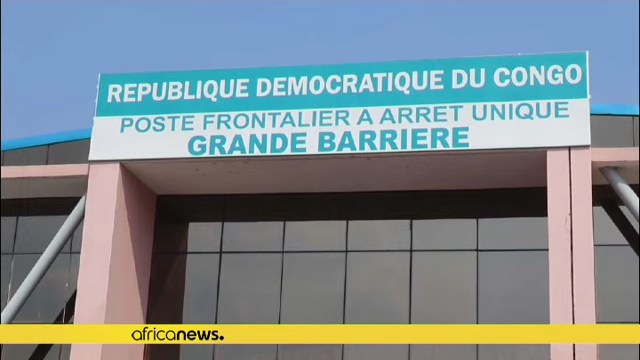 REPUBLIQUE DEMOCRATIQUE DU CONGO
POSTE FRONTALIER A ARRET UNIQUE
GRANDE BARRIERE
africanews.